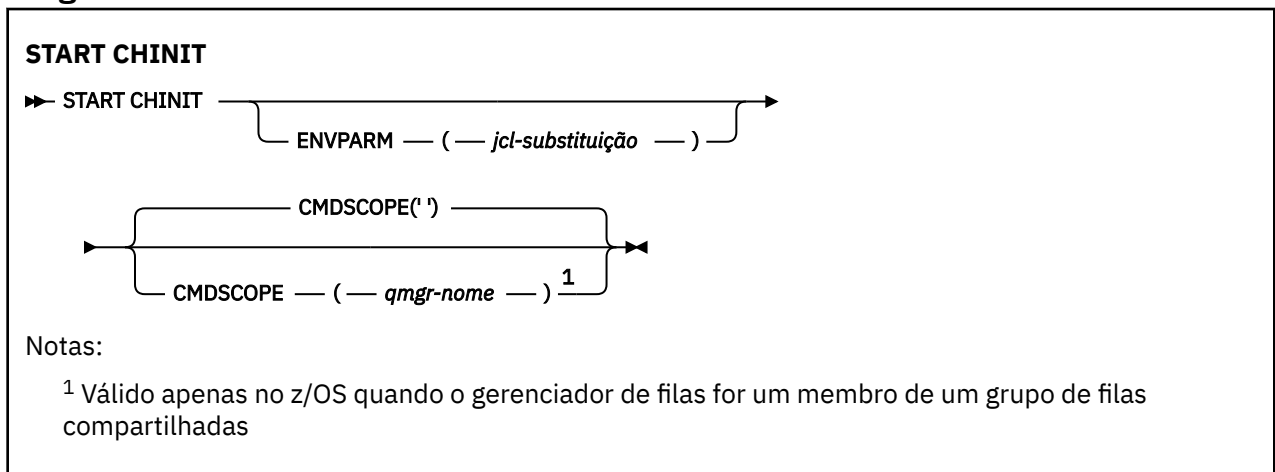 START CHINIT
START CHINIT
ENVPARM ( jcl-substituição )
CMDSCOPE(' ')
CMDSCOPE ( qmgr-nome ) 1
Notas:
1 Válido apenas no z/OS quando o gerenciador de filas for um membro de um grupo de filas
compartilhadas